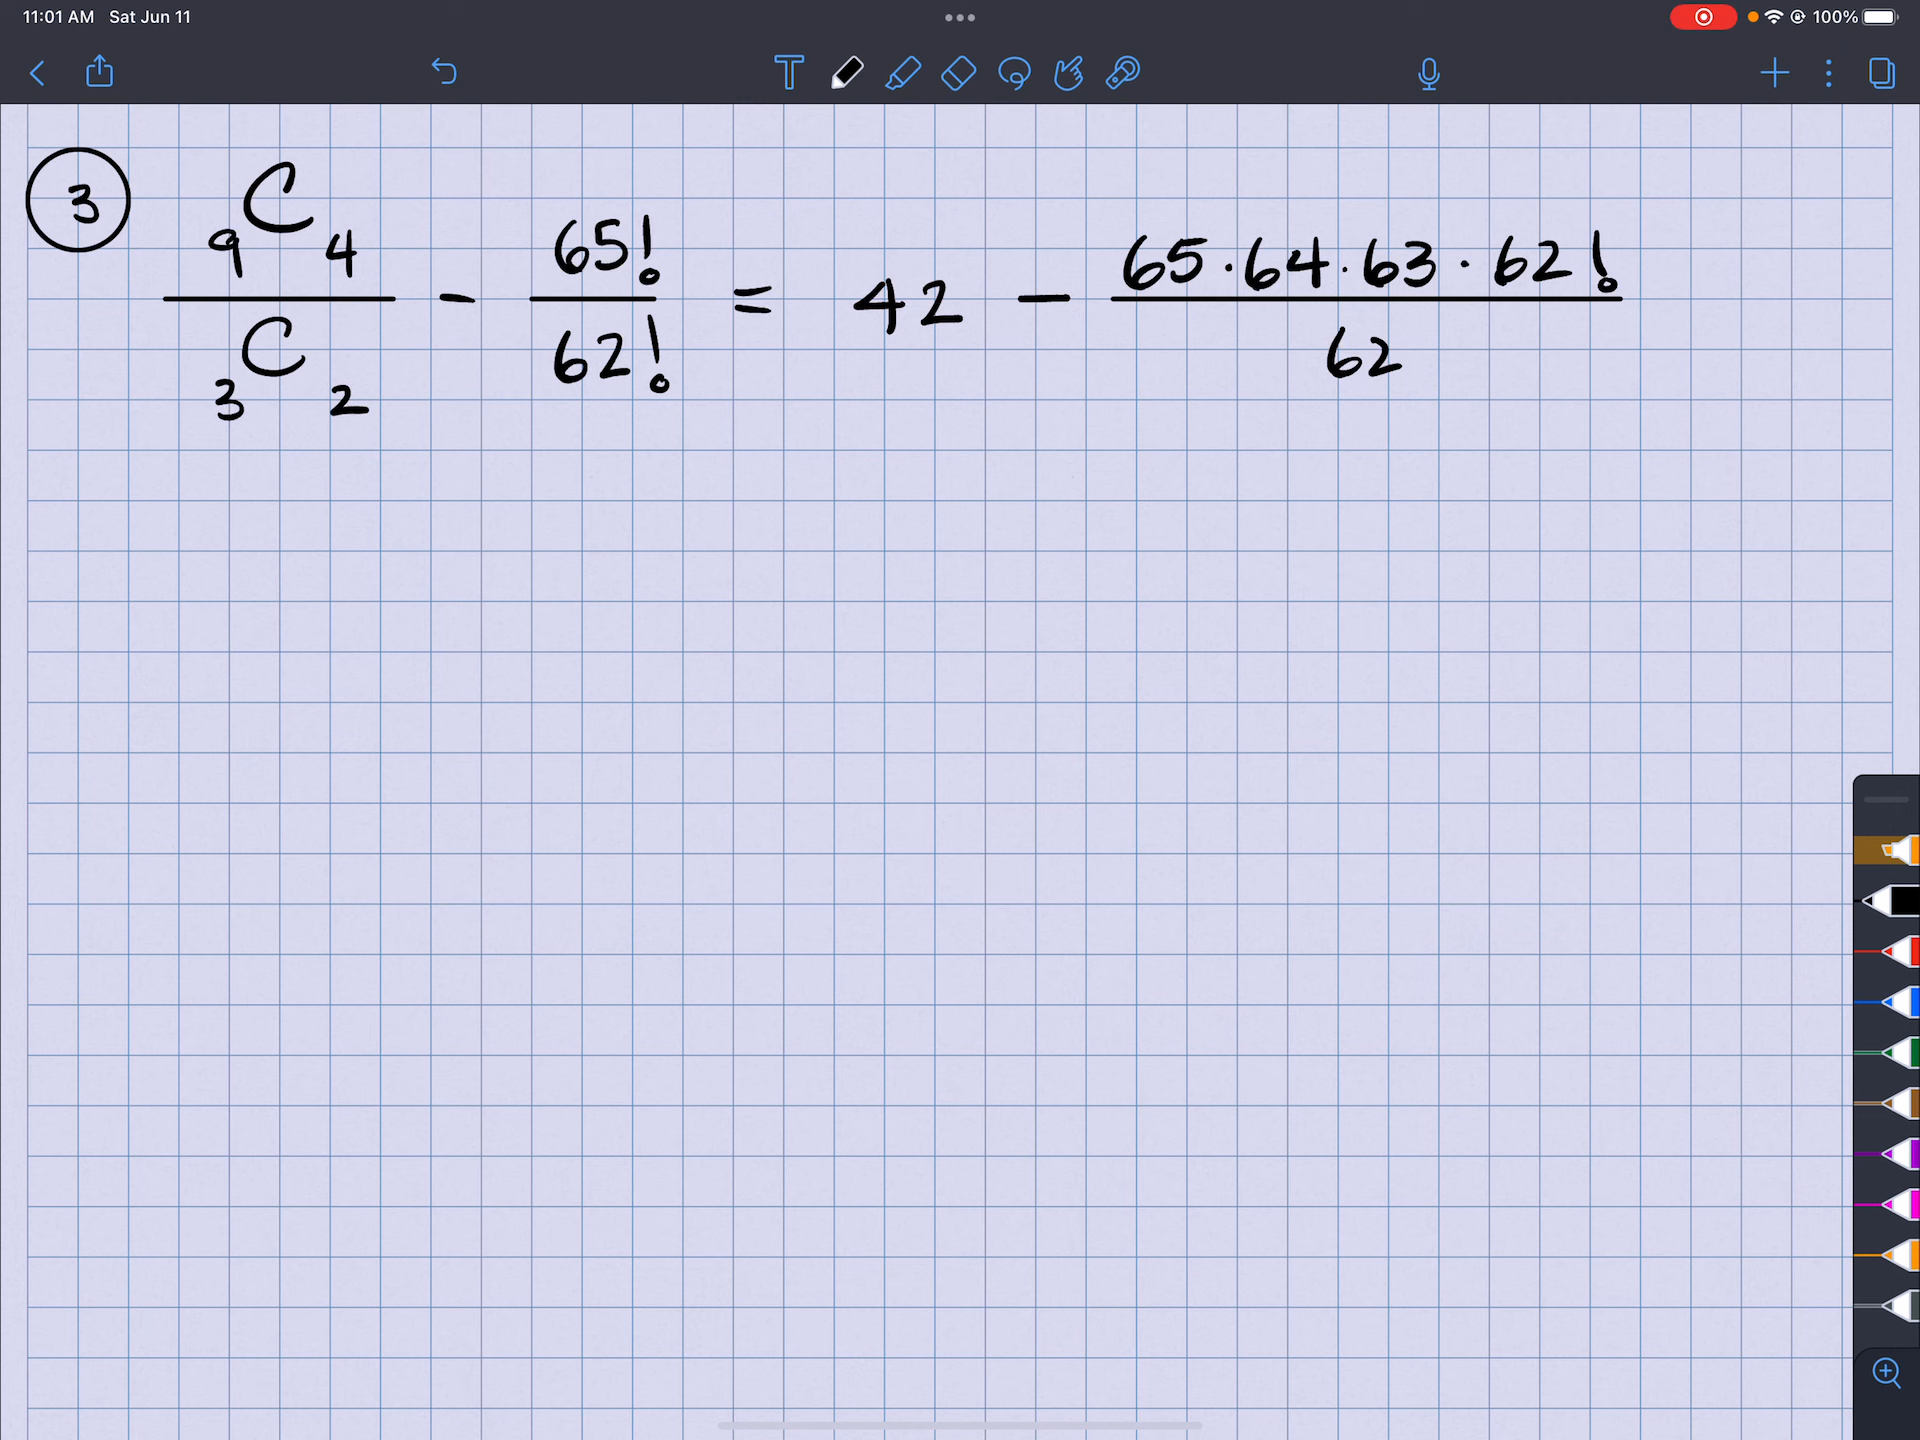 11:01 AM Sat Jun 11
100%
T
3
9C4 65! 65·64·63·62!
— - — = 42 - —
3C2 62! 62